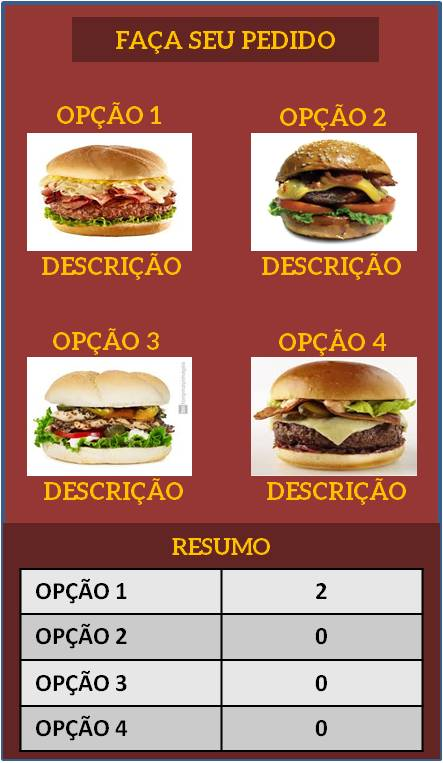 FAÇA SEU PEDIDO
OPÇÃO 1
OPÇÃO 2
DESCRIÇÃO
DESCRIÇÃO
OPÇÃO 3
OPÇÃO 4
DESCRIÇÃO
DESCRIÇÃO
RESUMO
OPÇÃO 1 2
OPÇÃO 2 0
OPÇÃO 3 0
OPÇÃO 4 0